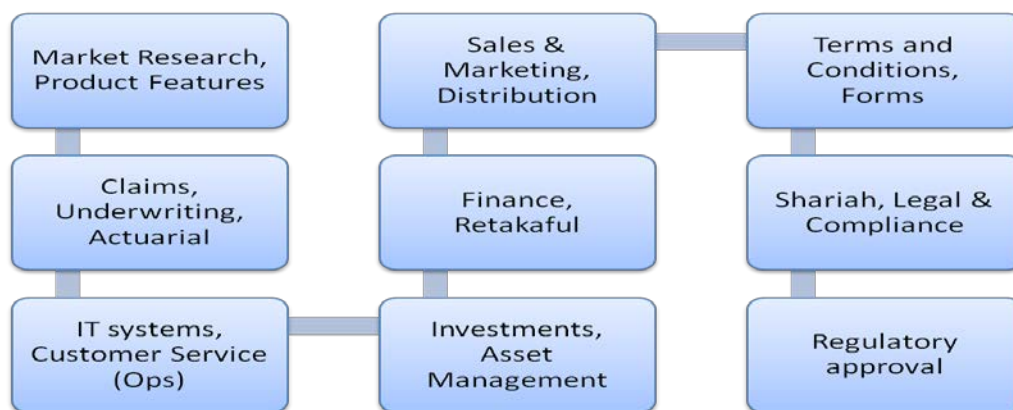 Market Research,
Product Features
Claims,
Underwriting,
Actuarial
IT systems,
Customer Service
(Ops)
Investments,
Asset
Management
Finance,
Retakaful
Sales &
Marketing,
Distribution
Terms and
Conditions,
Forms
Shariah, Legal &
Compliance
Regulatory
approval